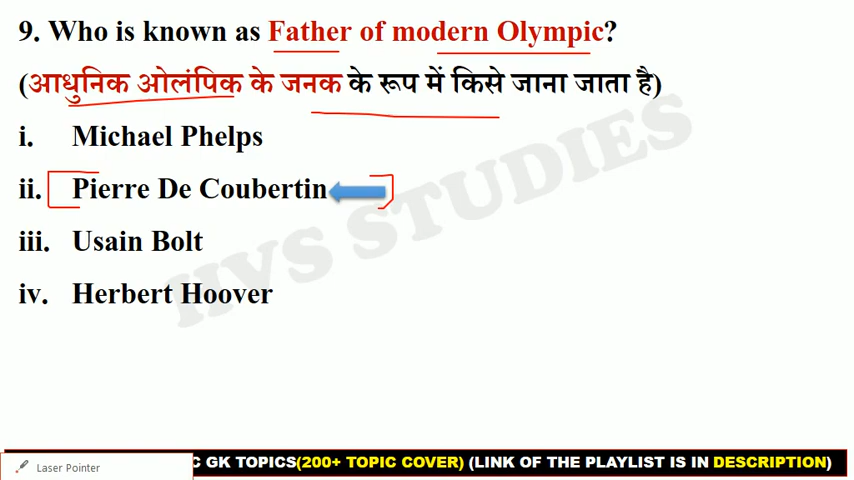 9. Who is known as Father of modern Olympic?
(आधुनिक ओलंपिक के जनक के रूप में किसे जाना जाता है)
i. Michael Phelps
ii. Pierre De Coubertin
iii. Usain Bolt
iv. Herbert Hoover
HVS STUDIES
Laser Pointer
C GK TOPICS(200+ TOPIC COVER) (LINK OF THE PLAYLIST IS IN DESCRIPTION)